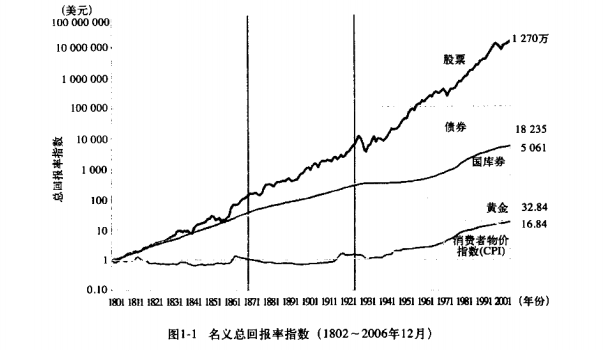 (美元)
100 000 000
10 000 000
1 000 000
100 000
10 000
1 000
100
10
1
0.10
总回报率指数
股票
1 270万
债券
18 235
国库券
5 061
黄金
32.84
16.84
消费者物价
指数(CPI)
1801 1811 1821 1831 1841 1851 1861 1871 1881 1891 1901 1911 1921 1931 1941 1951 1961 1971 1981 1991 2001 (年份)
图1-1 名义总回报率指数(1802~2006年12月)